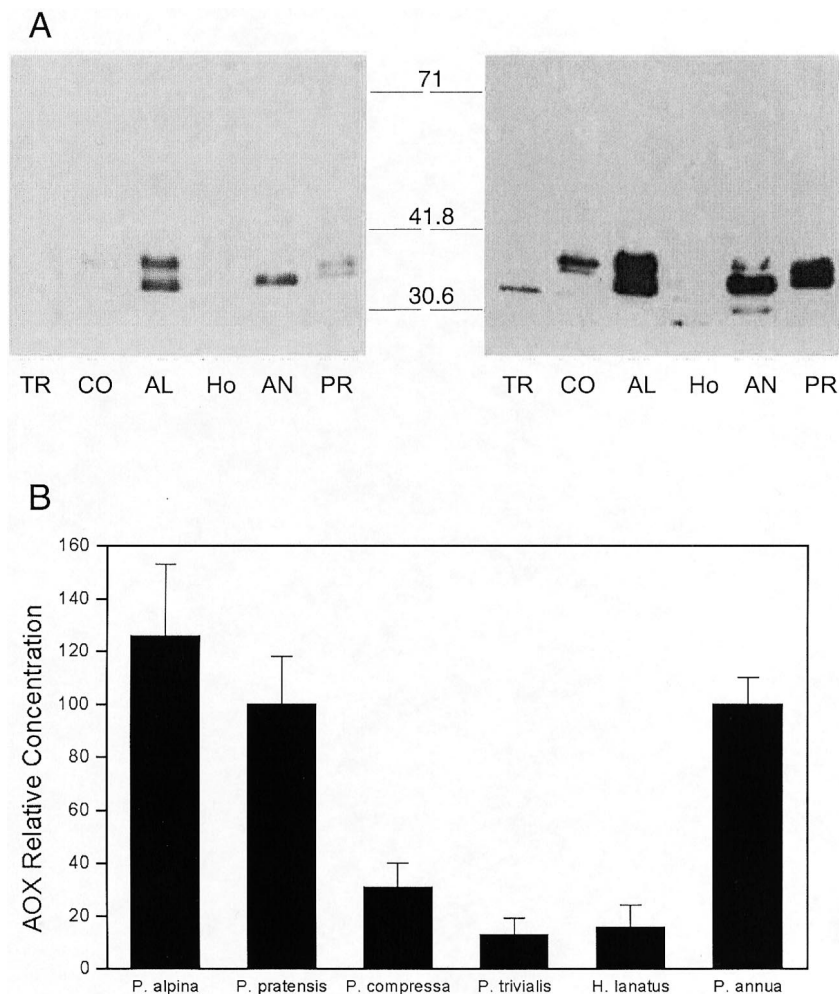 A
71
41.8
30.6
TR CO AL Ho AN PR
TR CO AL Ho AN PR
B
AOX Relative Concentration
160
140
120
100
80
60
40
20
0
P. alpina P. pratensis P. compressa P. trivialis H. lanatus P. annua